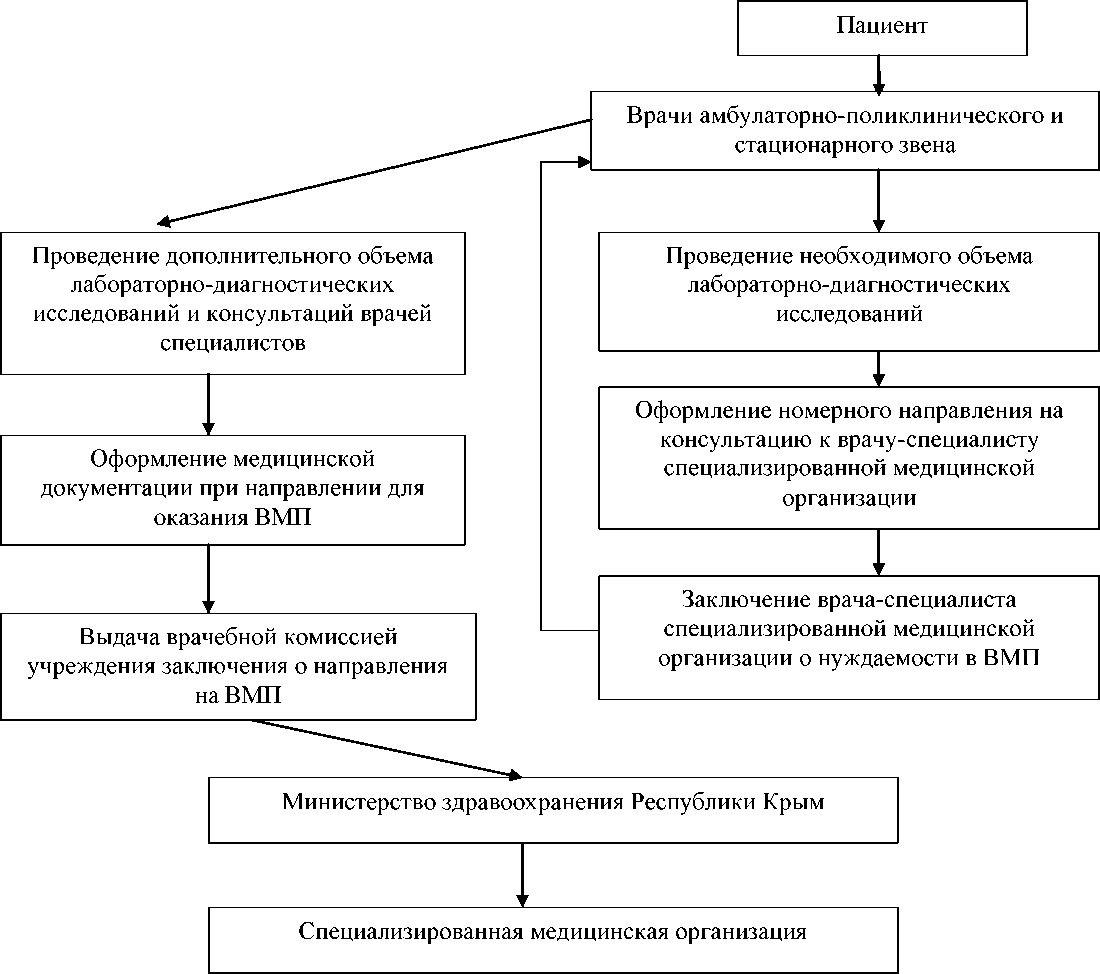 Пациент
Врачи амбулаторно-поликлинического и
стационарного звена
Проведение дополнительного объема
лабораторно-диагностических
исследований и консультаций врачей
специалистов
Проведение необходимого объема
лабораторно-диагностических
исследований
Оформление номерного направления на
консультацию к врачу-специалисту
специализированной медицинской
организации
Оформление медицинской
документации при направлении для
оказания ВМП
Заключение врача-специалиста
специализированной медицинской
организации о нуждаемости в ВМП
Выдача врачебной комиссией
учреждения заключения о направления
на ВМП
Министерство здравоохранения Республики Крым
Специализированная медицинская организация